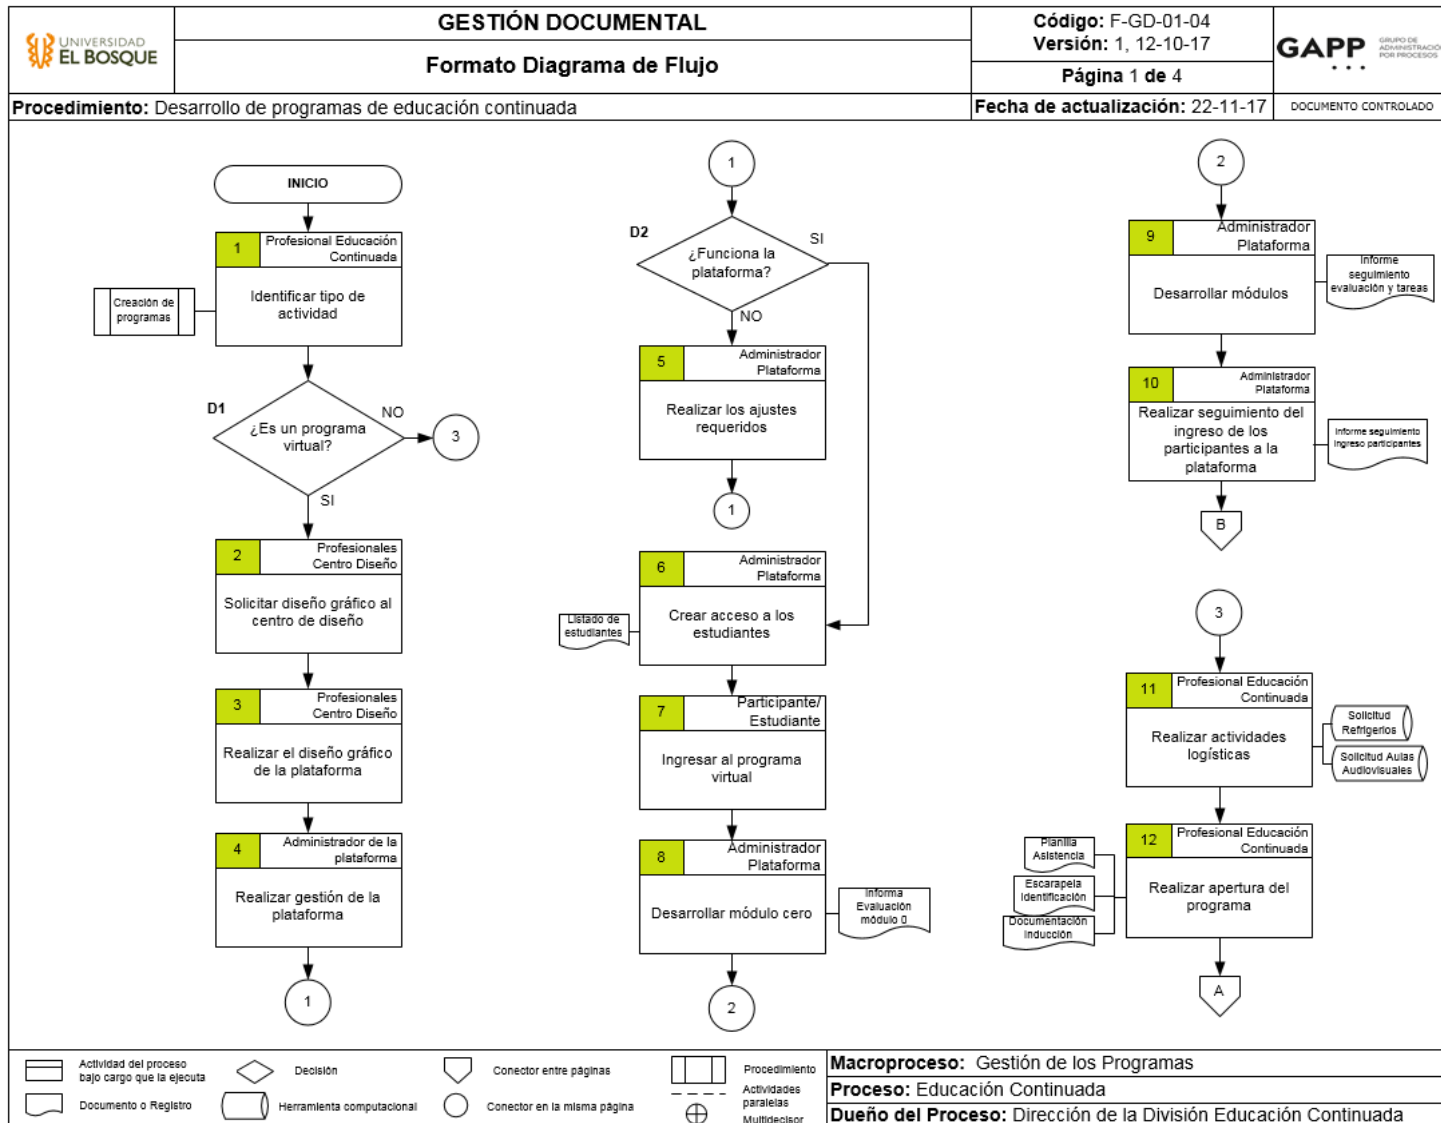 UNIVERSIDAD
EL BOSQUE
GESTIÓN DOCUMENTAL
Formato Diagrama de Flujo
Código: F-GD-01-04
Versión: 1, 12-10-17
Página 1 de 4
GAPP
GRUPO DE
ADMINISTRACIÓ
POR PROCESOS
Procedimiento: Desarrollo de programas de educación continuada
Fecha de actualización: 22-11-17
DOCUMENTO CONTROLADO
INICIO
1
Profesional Educación
Continuada
Identificar tipo de
actividad
Creación de
programas
D1
¿Es un programa
virtual?
NO
3
SI
2
Profesionales
Centro Diseño
Solicitar diseño gráfico al
centro de diseño
3
Profesionales
Centro Diseño
Realizar el diseño gráfico
de la plataforma
4
Administrador de la
plataforma
Realizar gestión de la
plataforma
1
1
D2
¿Funciona la
plataforma?
SI
NO
5
Administrador
Plataforma
Realizar los ajustes
requeridos
1
6
Administrador
Plataforma
Crear acceso a los
estudiantes
Listado de
estudiantes
7
Participante/
Estudiante
Ingresar al programa
virtual
8
Administrador
Plataforma
Desarrollar módulo cero
Informa
Evaluación
módulo 0
2
2
9
Administrador
Plataforma
Desarrollar módulos
Informe
seguimiento
evaluación y tareas
10
Administrador
Plataforma
Realizar seguimiento del
ingreso de los
participantes a la
plataforma
Informe seguimiento
Ingreso participantes
B
3
11
Profesional Educación
Continuada
Realizar actividades
logísticas
Solicitud
Refrigerios
Solicitud Aulas
Audiovisuales
12
Profesional Educación
Continuada
Realizar apertura del
programa
Planilla
Asistencia
Escarapela
Identificación
Documentación
Inducción
A
Actividad del proceso
bajo cargo que la ejecuta
Documento o Registro
Decisión
Herramienta computacional
Conector entre páginas
Conector en la misma página
Procedimiento
Actividades
paralelas
Multidecisor
Macroproceso: Gestión de los Programas
Proceso: Educación Continuada
Dueño del Proceso: Dirección de la División Educación Continuada